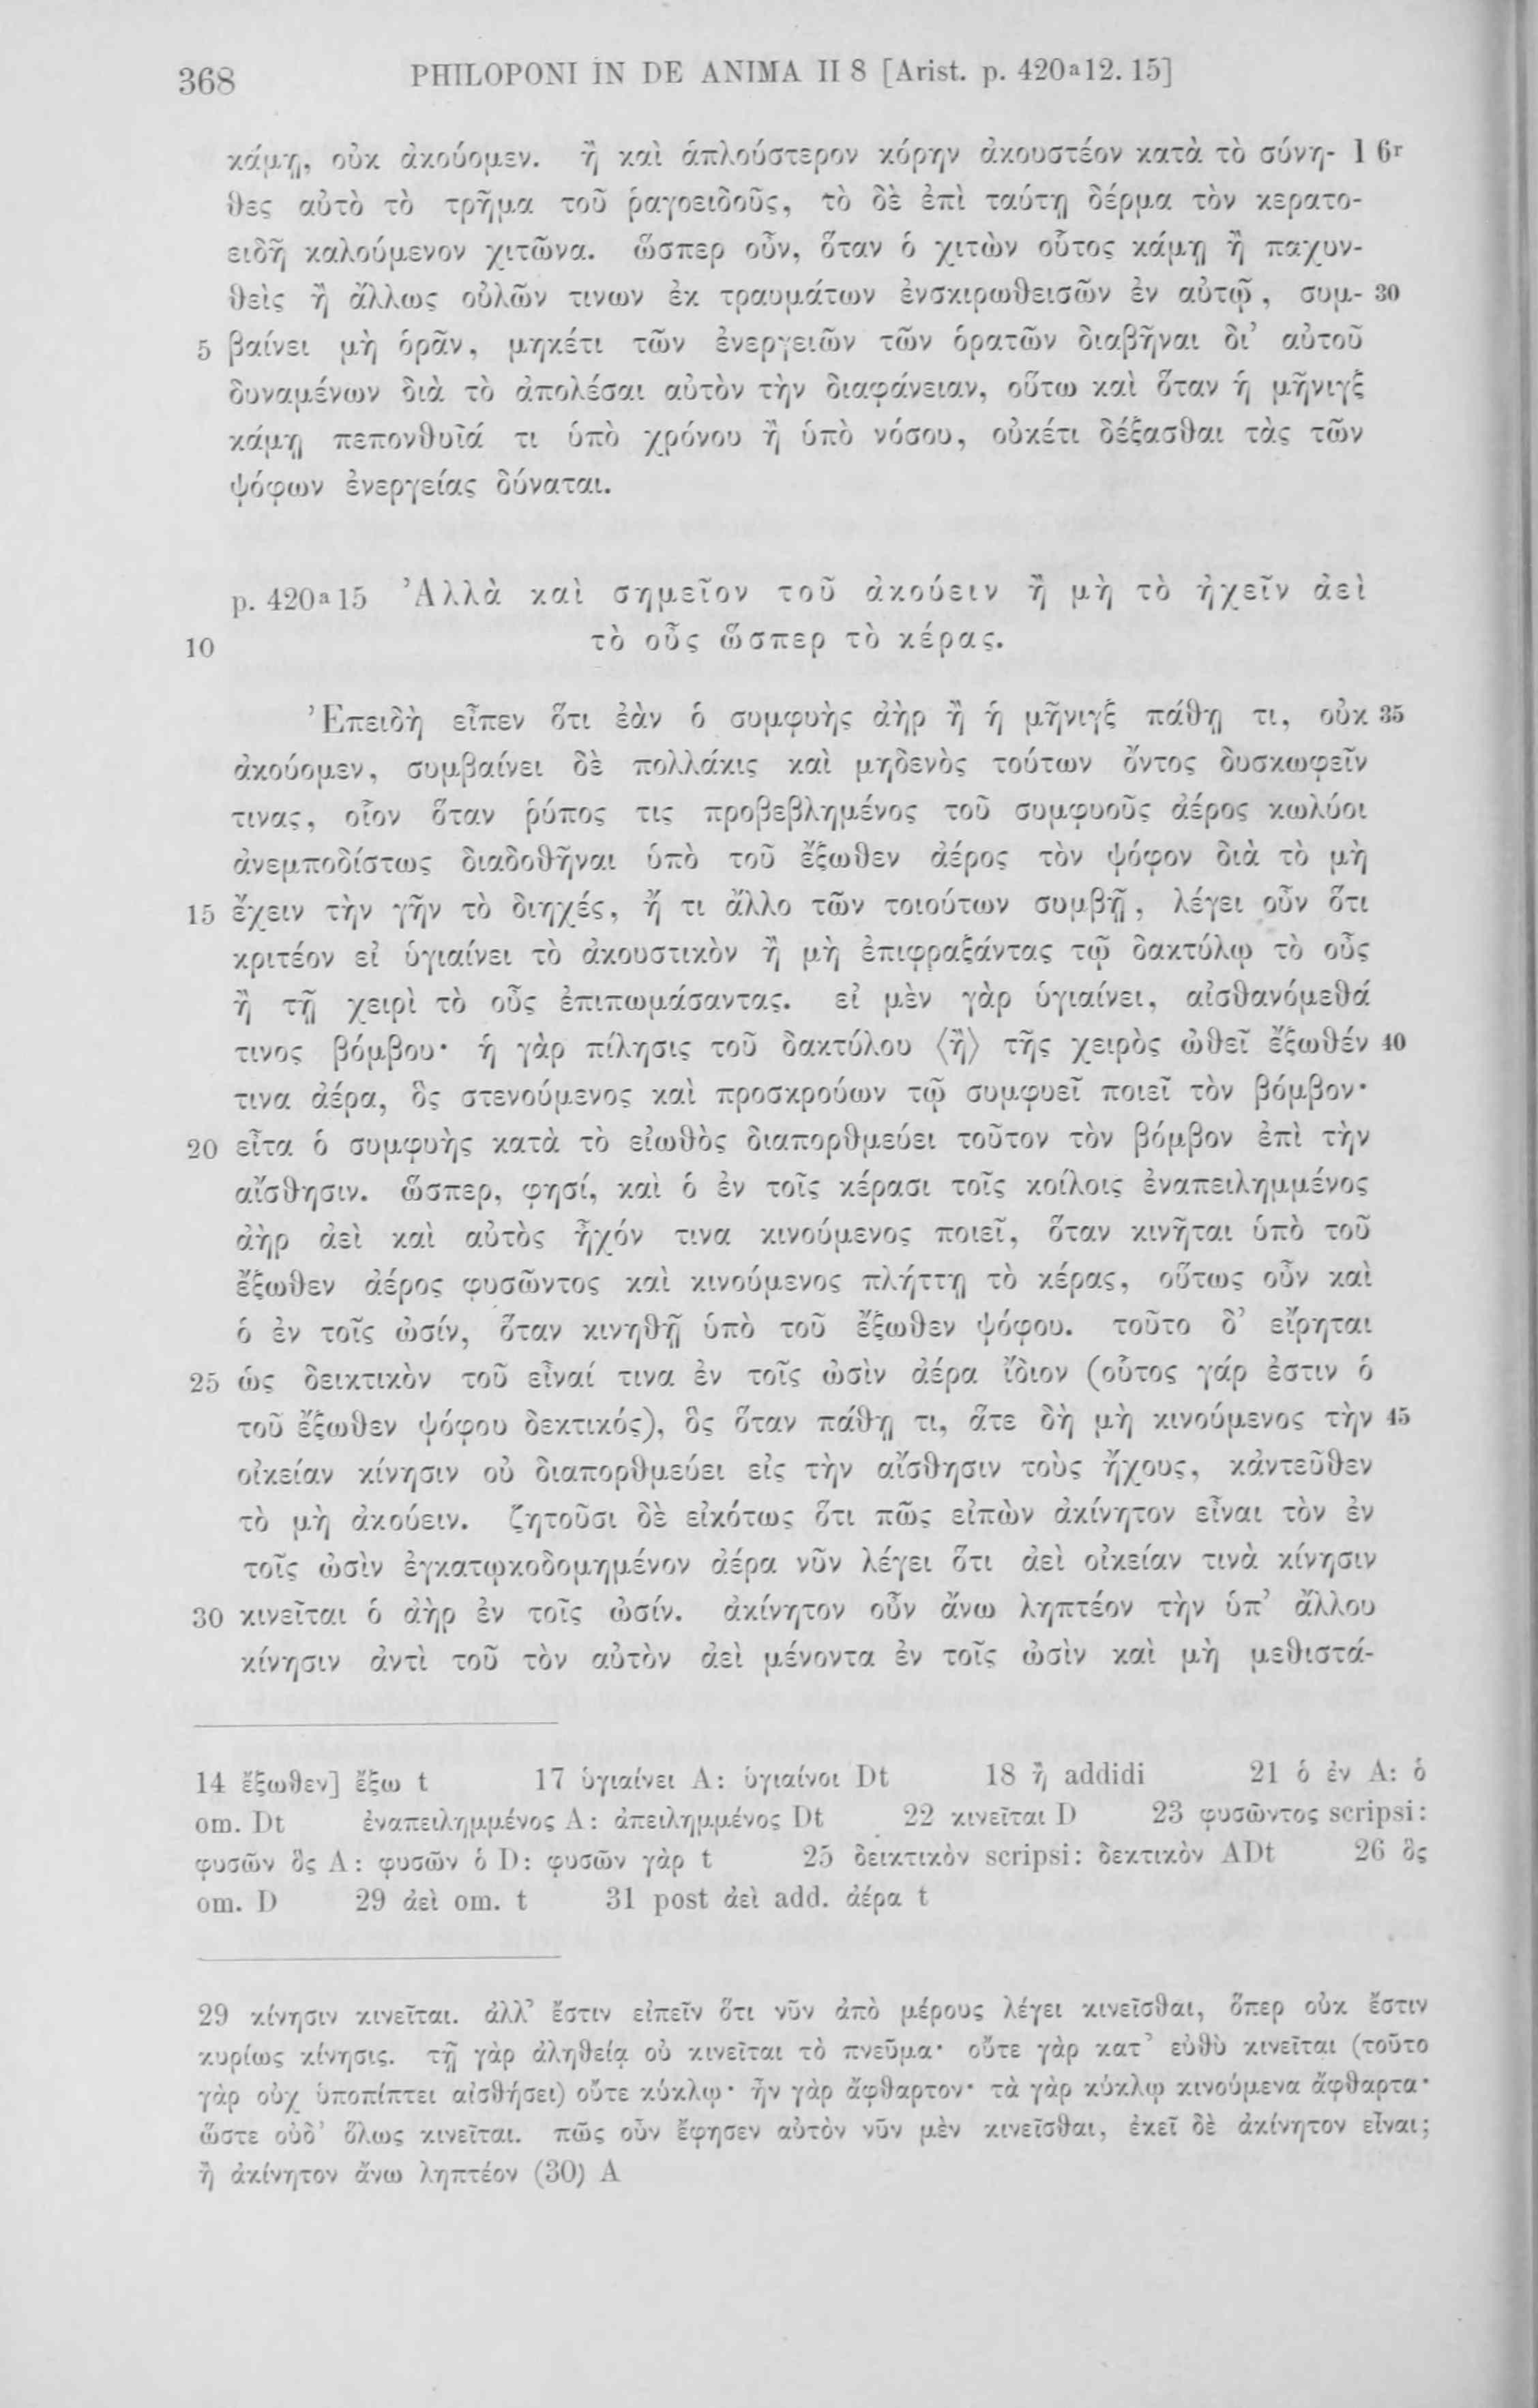 368 PHILOPONI IN DE ANIMA II 8 [Arist. p. 420a12. 15]
κάμῃ, οὐκ ἀκούομεν. ἢ καὶ ἁπλούστερον κόρην ἀκουστέον κατὰ τὸ σύνη- 1 6r
θες αὐτὸ τὸ τρῆμα τοῦ ῥαγοειδοῦς, τὸ δὲ ἐπὶ ταύτῃ δέρμα τὸν κερατο-
ειδῆ καλούμενον χιτῶνα. ὥσπερ οὖν, ὅταν ὁ χιτὼν οὗτος κάμῃ ἢ παχυν-
θεὶς ἢ ἄλλως οὐλῶν τινων ἐκ τραυμάτων ἐνσκιρωθεισῶν ἐν αὐτῷ, συμ- 30
5 βαίνει μὴ ὁρᾶν, μηκέτι τῶν ἐνεργειῶν τῶν ὁρατῶν διαβῆναι δι’ αὐτοῦ
δυναμένων διὰ τὸ ἀπολέσαι αὐτὸν τὴν διαφάνειαν, οὕτω καὶ ὅταν ἡ μῆνιγξ
κάμῃ πεπονθυῖά τι ὑπὸ χρόνου ἢ ὑπὸ νόσου, οὐκέτι δέξασθαι τὰς τῶν
ψόφων ἐνεργείας δύναται.
p. 420a15 Ἀλλὰ καὶ σημεῖον τοῦ ἀκούειν ἢ μὴ τὸ ἠχεῖν ἀεὶ
10 τὸ οὖς ὥσπερ τὸ κέρας.
Ἐπειδὴ εἶπεν ὅτι ἐὰν ὁ συμφυὴς ἀὴρ ἢ ἡ μῆνιγξ πάθῃ τι, οὐκ 35
ἀκούομεν, συμβαίνει δὲ πολλάκις καὶ μηδενὸς τούτων ὄντος δυσκωφεῖν
τινας, οἷον ὅταν ῥύπος τις προβεβλημένος τοῦ συμφυοῦς ἀέρος κωλύοι
ἀνεμποδίστως διαδοθῆναι ὑπὸ τοῦ ἔξωθεν ἀέρος τὸν ψόφον διὰ τὸ μὴ
15 ἔχειν τὴν γῆν τὸ διηχές, ἤ τι ἄλλο τῶν τοιούτων συμβῇ, λέγει οὖν ὅτι
κριτέον εἰ ὑγιαίνει τὸ ἀκουστικὸν ἢ μὴ ἐπιφραξάντας τῷ δακτύλῳ τὸ οὖς
ἢ τῇ χειρὶ τὸ οὖς ἐπιπωμάσαντας. εἰ μὲν γὰρ ὑγιαίνει, αἰσθανόμεθά
τινος βόμβου· ἡ γὰρ πίλησις τοῦ δακτύλου ⟨ἢ⟩ τῆς χειρὸς ὠθεῖ ἔξωθέν 40
τινα ἀέρα, ὃς στενούμενος καὶ προσκρούων τῷ συμφυεῖ ποιεῖ τὸν βόμβον·
20 εἶτα ὁ συμφυὴς κατὰ τὸ εἰωθὸς διαπορθμεύει τοῦτον τὸν βόμβον ἐπὶ τὴν
αἴσθησιν. ὥσπερ, φησί, καὶ ὁ ἐν τοῖς κέρασι τοῖς κοίλοις ἐναπειλημμένος
ἀὴρ ἀεὶ καὶ αὐτὸς ἦχόν τινα κινούμενος ποιεῖ, ὅταν κινῆται ὑπὸ τοῦ
ἔξωθεν ἀέρος φυσῶντος καὶ κινούμενος πλήττῃ τὸ κέρας, οὕτως οὖν καὶ
ὁ ἐν τοῖς ὠσίν, ὅταν κινηθῇ ὑπὸ τοῦ ἔξωθεν ψόφου. τοῦτο δ’ εἴρηται
25 ὡς δεικτικὸν τοῦ εἶναί τινα ἐν τοῖς ὠσὶν ἀέρα ἴδιον (οὗτος γάρ ἐστιν ὁ
τοῦ ἔξωθεν ψόφου δεκτικός), ὃς ὅταν πάθῃ τι, ἅτε δὴ μὴ κινούμενος τὴν 45
οἰκείαν κίνησιν οὐ διαπορθμεύει εἰς τὴν αἴσθησιν τοὺς ἤχους, κἀντεῦθεν
τὸ μὴ ἀκούειν. ζητοῦσι δὲ εἰκότως ὅτι πῶς εἰπὼν ἀκίνητον εἶναι τὸν ἐν
τοῖς ὠσὶν ἐγκατῳκοδομημένον ἀέρα νῦν λέγει ὅτι ἀεὶ οἰκείαν τινὰ κίνησιν
30 κινεῖται ὁ ἀὴρ ἐν τοῖς ὠσίν. ἀκίνητον οὖν ἄνω ληπτέον τὴν ὑπ’ ἄλλου
κίνησιν ἀντὶ τοῦ τὸν αὐτὸν ἀεὶ μένοντα ἐν τοῖς ὠσὶν καὶ μὴ μεθιστά-
14 ἔξωθεν] ἔξω t 17 ὑγιαίνει A: ὑγιαίνοι Dt 18 ἢ addidi 21 ὁ ἐν A: ὁ
om. Dt ἐναπειλημμένος A: ἀπειλημμένος Dt 22 κινεῖται D 23 φυσῶντος scripsi:
φυσῶν ὃς A: φυσῶν ὁ D: φυσῶν γὰρ t 25 δεικτικὸν scripsi: δεκτικὸν ADt 26 ὃς
om. D 29 ἀεὶ om. t 31 post ἀεὶ add. ἀέρα t
29 κίνησιν κινεῖται. ἀλλ’ ἔστιν εἰπεῖν ὅτι νῦν ἀπὸ μέρους λέγει κινεῖσθαι, ὅπερ οὐκ ἔστιν
κυρίως κίνησις. τῇ γὰρ ἀληθείᾳ οὐ κινεῖται τὸ πνεῦμα· οὔτε γὰρ κατ’ εὐθὺ κινεῖται (τοῦτο
γὰρ οὐχ ὑποπίπτει αἰσθήσει) οὔτε κύκλῳ· ἦν γὰρ ἄφθαρτον· τὰ γὰρ κύκλῳ κινούμενα ἄφθαρτα·
ὥστε οὐδ’ ὅλως κινεῖται. πῶς οὖν ἔφησεν αὐτὸν νῦν μὲν κινεῖσθαι, ἐκεῖ δὲ ἀκίνητον εἶναι;
ἢ ἀκίνητον ἄνω ληπτέον (30) A